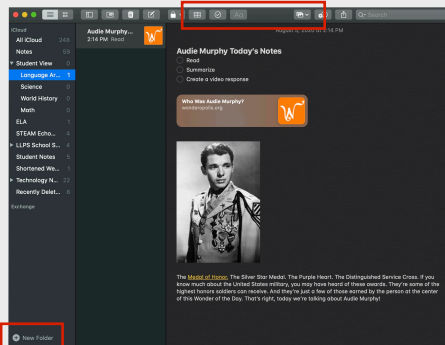 Aa
Search
August 5, 2020 at 2:14 PM
iCloud
All iCloud 248
Notes 59
Student View 0
Language Ar... 1
Science 0
World History 0
Math 0
ELA 1
STEAM Echo... 4
LLPS School S... 4
Student Notes 5
Shortened We... 1
Technology N... 22
Recently Delet... 6
Exchange
New Folder
Audie Murphy...
2:14 PM Read
Audie Murphy Today's Notes
Read
Summarize
Create a video response
Who Was Audie Murphy?
wonderopolis.org
The Medal of Honor. The Silver Star Medal. The Purple Heart. The Distinguished Service Cross. If you
know much about the United States military, you may have heard of these awards. They're some of the
highest honors soldiers can receive. And they're just a few of those earned by the person at the center
of this Wonder of the Day. That's right, today we're talking about Audie Murphy!